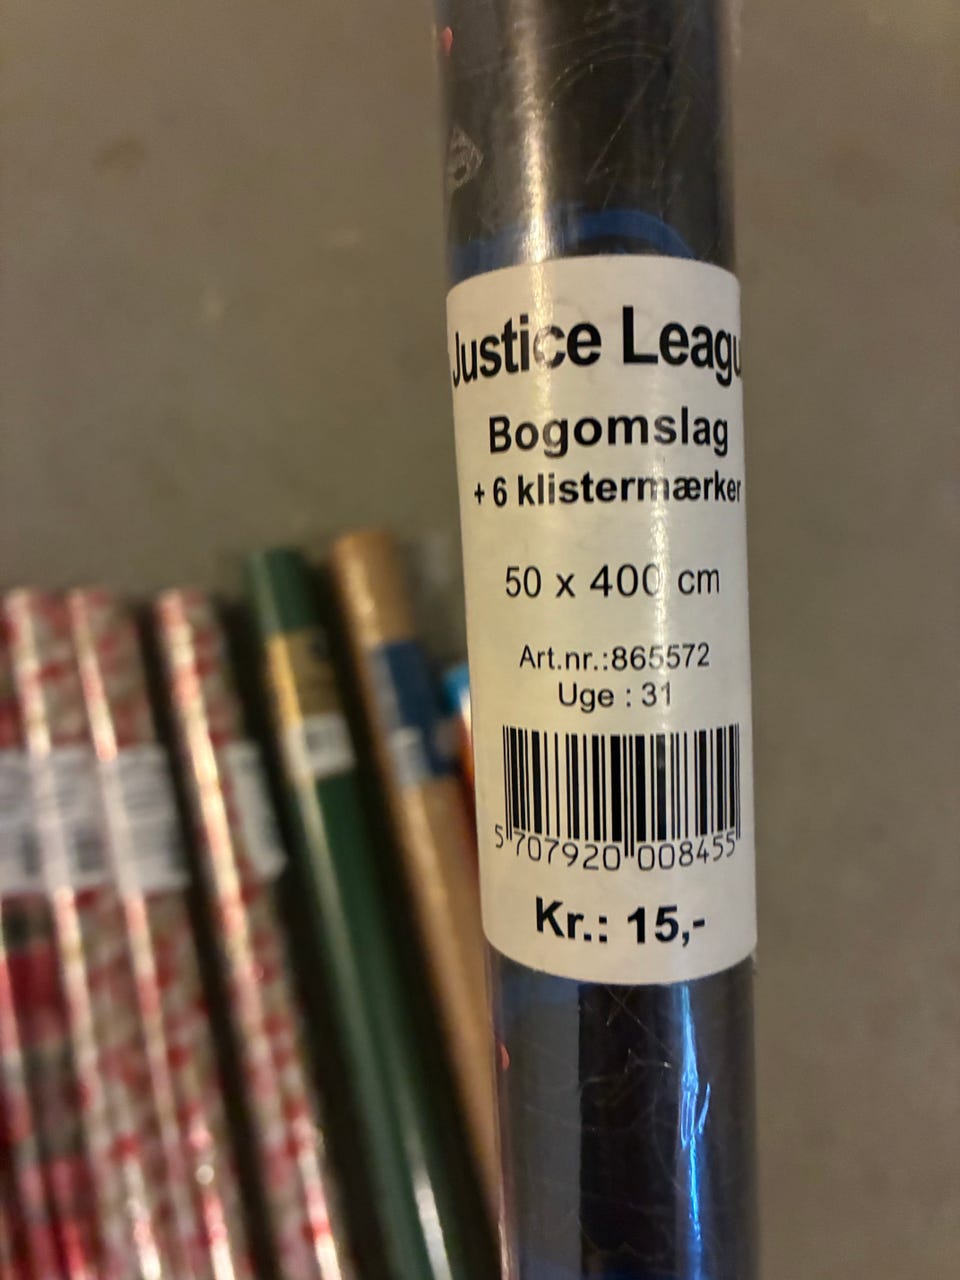 Justice Leagu
Bogomslag
+ 6 klistermærker
50 x 400 cm
Art.nr.:865572
Uge : 31
5 707920 008455
Kr.: 15,-